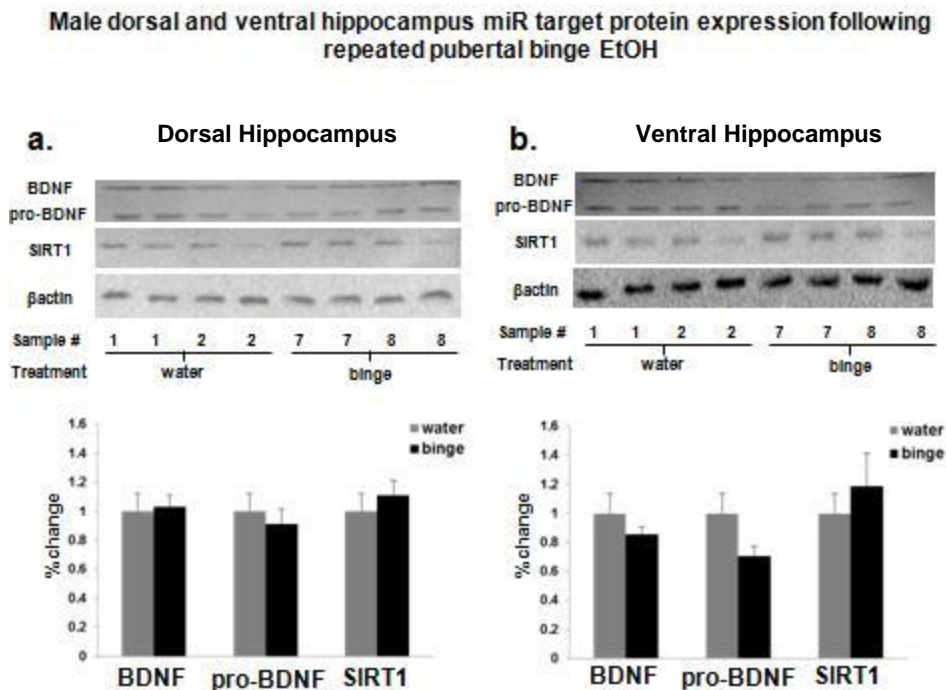 Male dorsal and ventral hippocampus miR target protein expression following
repeated pubertal binge EtOH
a.
Dorsal Hippocampus
BDNF
pro-BDNF
SIRT1
βactin
Sample # 1 1 2 2 7 7 8 8
Treatment water binge
1.6
1.4
1.2
1
0.8
0.6
0.4
0.2
0
%change
water
binge
BDNF pro-BDNF SIRT1
b.
Ventral Hippocampus
BDNF
pro-BDNF
SIRT1
βactin
Sample # 1 1 2 2 7 7 8 8
Treatment water binge
1.6
1.4
1.2
1
0.8
0.6
0.4
0.2
0
%change
water
binge
BDNF pro-BDNF SIRT1